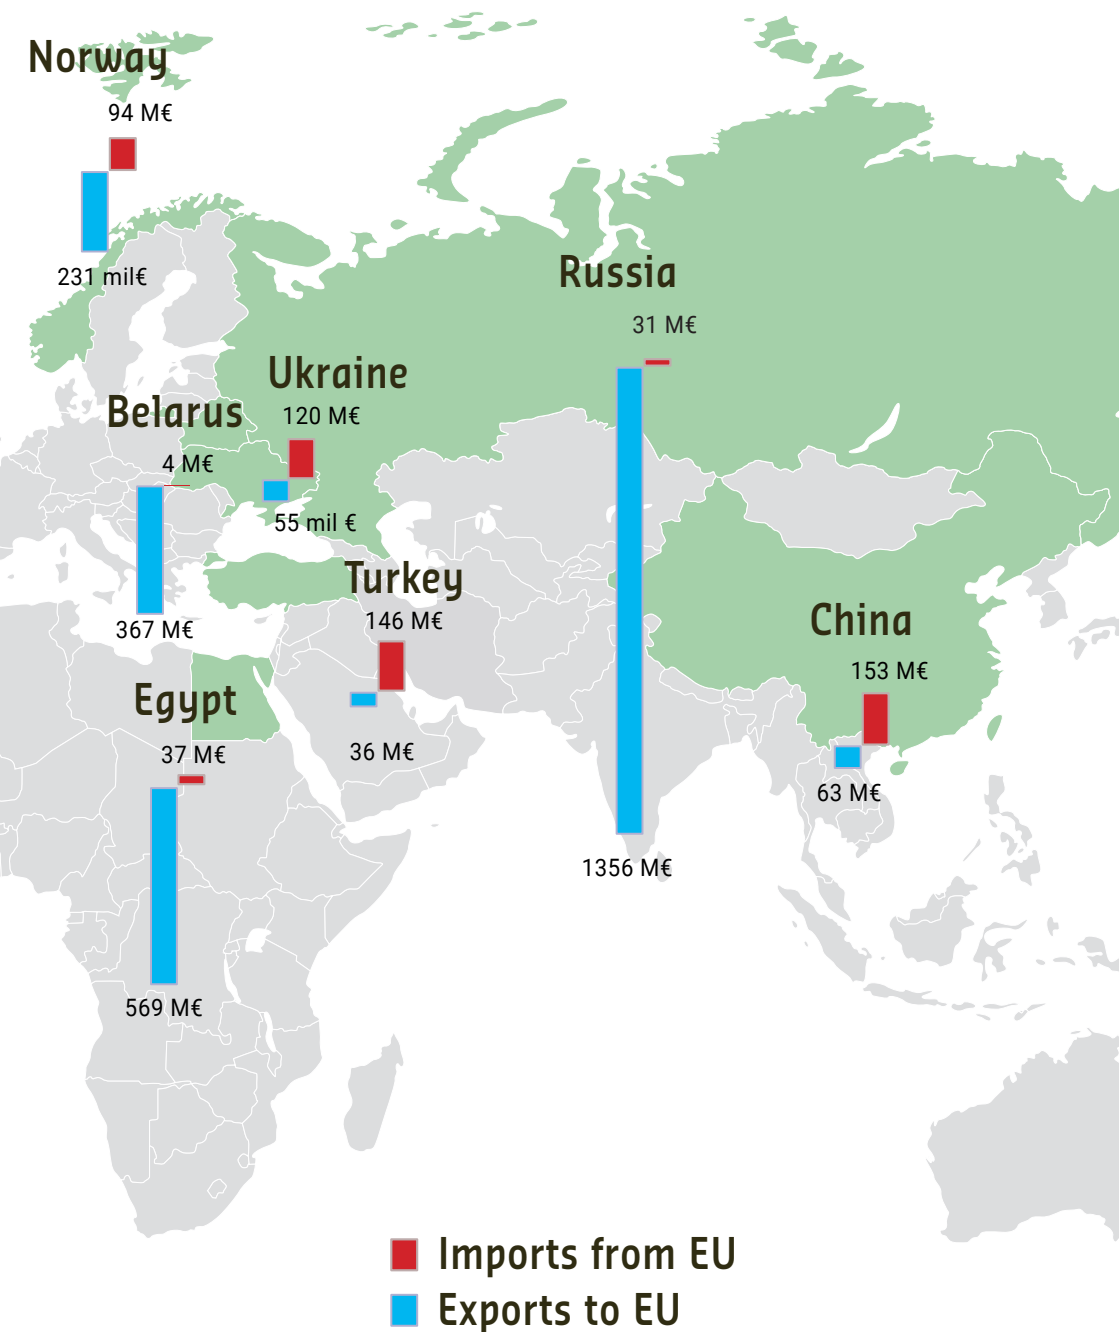 Norway
94 M€
231 mil€
Russia
31 M€
1356 M€
Ukraine
120 M€
55 mil €
Belarus
4 M€
367 M€
Turkey
146 M€
36 M€
China
153 M€
63 M€
Egypt
37 M€
569 M€
Imports from EU
Exports to EU